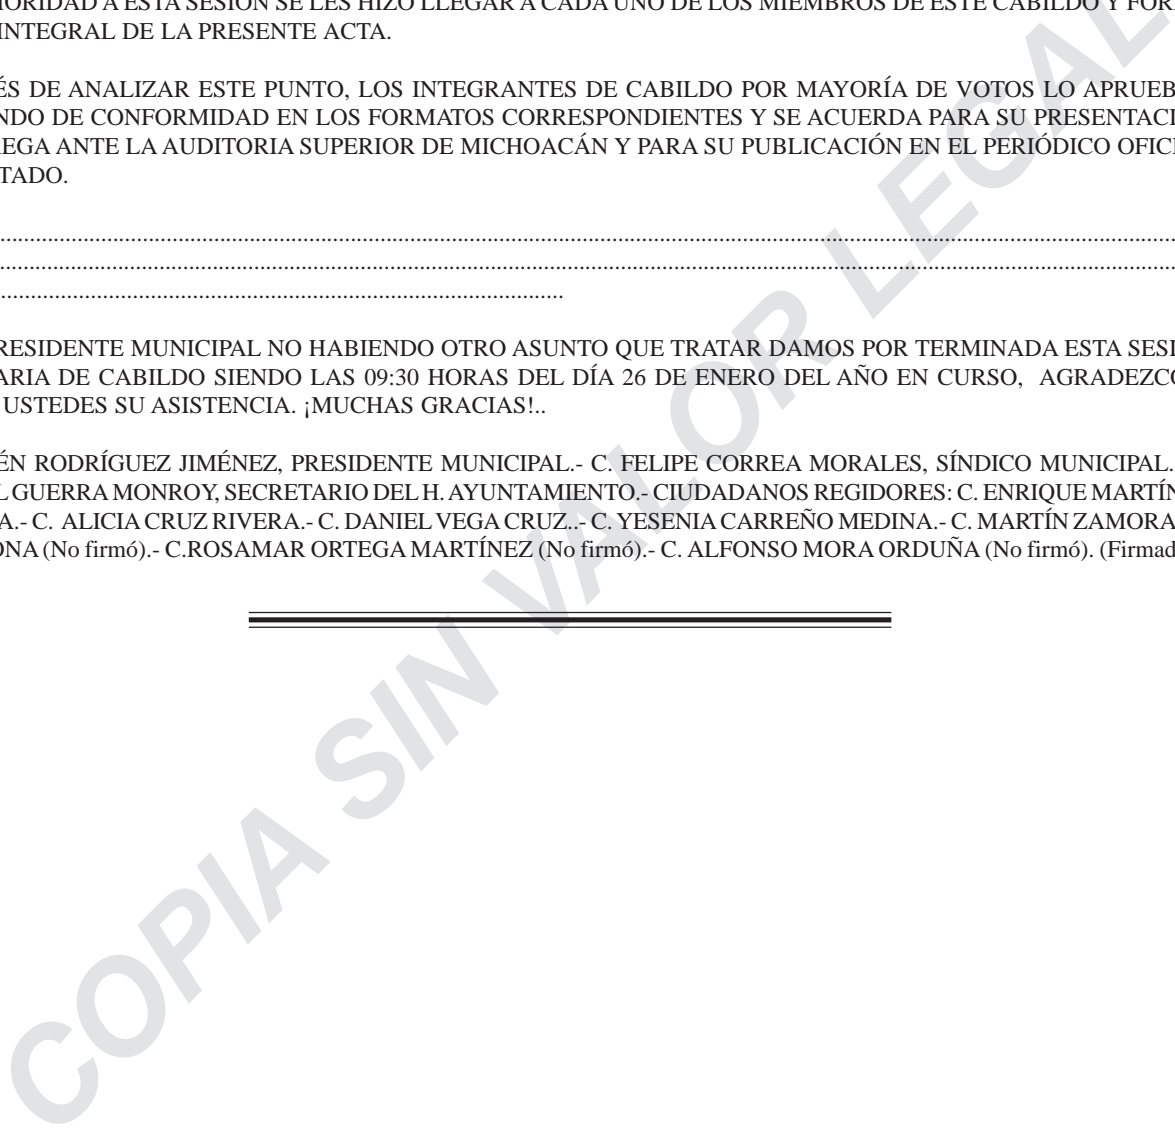 ORIDAD A ESTA SESIÓN SE LES HIZO LLEGAR A CADA UNO DE LOS MIEMBROS DE ESTE CABILDO Y FOR
INTEGRAL DE LA PRESENTE ACTA.
ÉS DE ANALIZAR ESTE PUNTO, LOS INTEGRANTES DE CABILDO POR MAYORÍA DE VOTOS LO APRUEB
NDO DE CONFORMIDAD EN LOS FORMATOS CORRESPONDIENTES Y SE ACUERDA PARA SU PRESENTACI
EGA ANTE LA AUDITORIA SUPERIOR DE MICHOACÁN Y PARA SU PUBLICACIÓN EN EL PERIÓDICO OFICI
TADO.
RESIDENTE MUNICIPAL NO HABIENDO OTRO ASUNTO QUE TRATAR DAMOS POR TERMINADA ESTA SESI
ARIA DE CABILDO SIENDO LAS 09:30 HORAS DEL DÍA 26 DE ENERO DEL AÑO EN CURSO, AGRADEZCO
USTEDES SU ASISTENCIA. ¡MUCHAS GRACIAS!..
ÉN RODRÍGUEZ JIMÉNEZ, PRESIDENTE MUNICIPAL.- C. FELIPE CORREA MORALES, SÍNDICO MUNICIPAL.
L GUERRA MONROY, SECRETARIO DEL H. AYUNTAMIENTO.- CIUDADANOS REGIDORES: C. ENRIQUE MARTÍN
A.- C. ALICIA CRUZ RIVERA.- C. DANIEL VEGA CRUZ..- C. YESENIA CARREÑO MEDINA.- C. MARTÍN ZAMORA
ONA (No firmó).- C.ROSAMAR ORTEGA MARTÍNEZ (No firmó).- C. ALFONSO MORA ORDUÑA (No firmó). (Firmad
COPIA SIN VALOR LEGAL